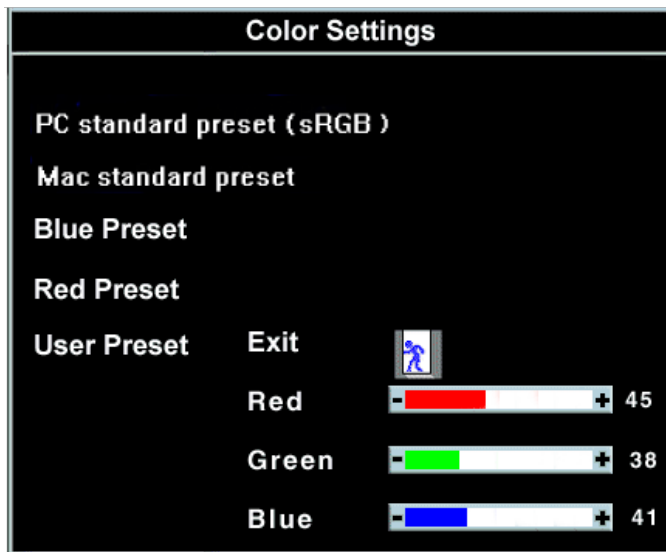 Color Settings
PC standard preset (sRGB )
Mac standard preset
Blue Preset
Red Preset
User Preset Exit
Red - + 45
Green - + 38
Blue - + 41